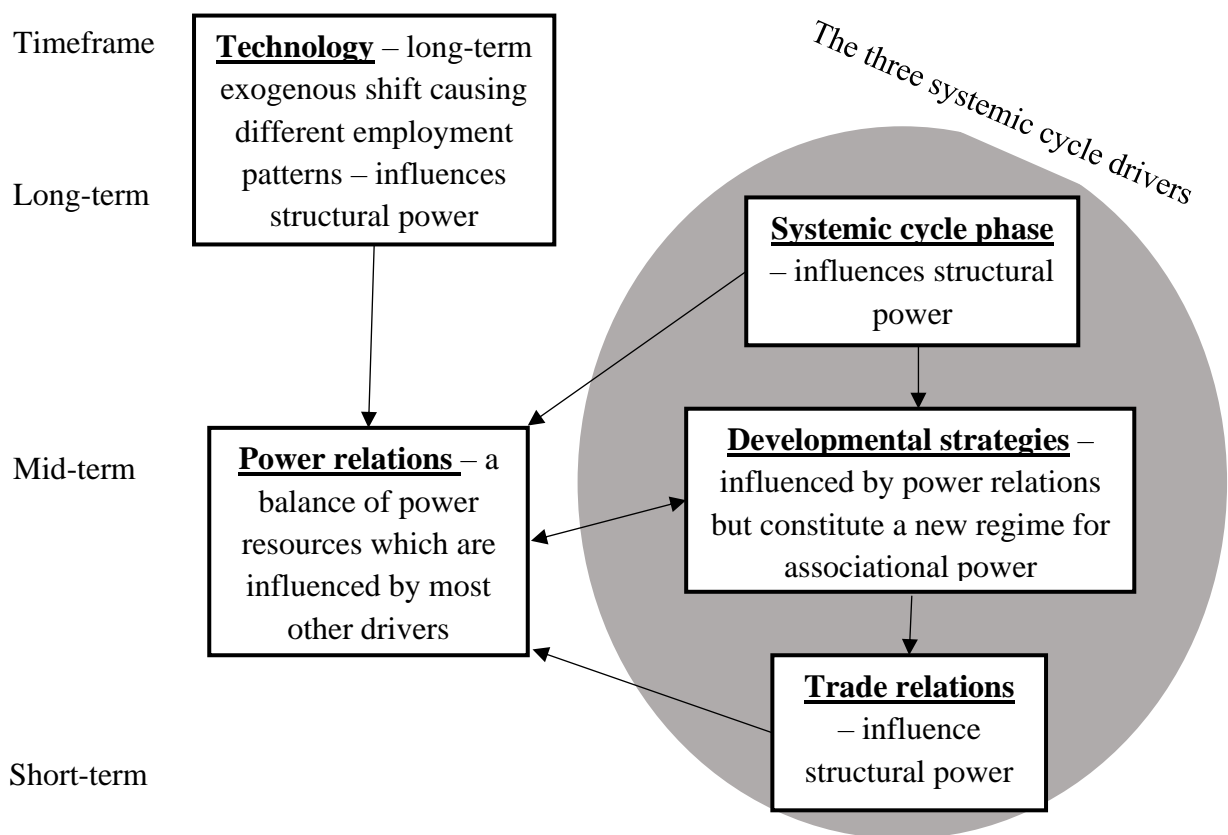 Timeframe
Technology – long-term
exogenous shift causing
different employment
patterns – influences
structural power
The three systemic cycle drivers
Long-term
Systemic cycle phase
– influences structural
power
Mid-term
Power relations – a
balance of power
resources which are
influenced by most
other drivers
Developmental strategies –
influenced by power relations
but constitute a new regime for
associational power
Trade relations
– influence
structural power
Short-term